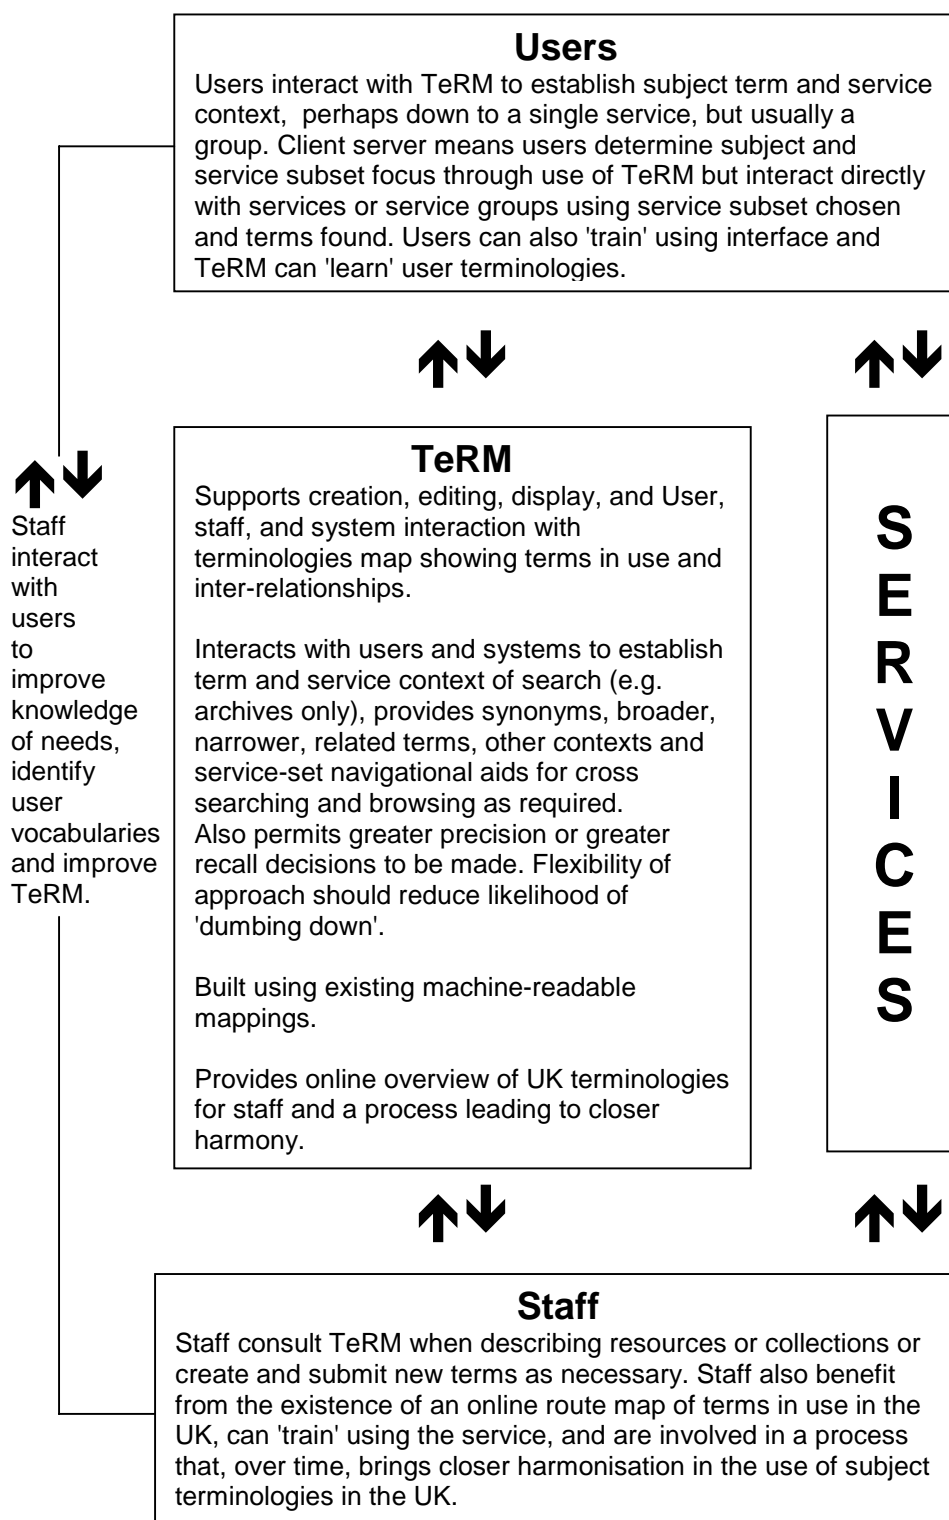 Users
Users interact with TeRM to establish subject term and service
context,  perhaps down to a single service, but usually a
group. Client server means users determine subject and
service subset focus through use of TeRM but interact directly
with services or service groups using service subset chosen
and terms found. Users can also 'train' using interface and
TeRM can 'learn' user terminologies.
Staff
interact
with
users
to
improve
knowledge
of needs,
identify
user
vocabularies
and improve
TeRM.
TeRM
Supports creation, editing, display, and User,
staff, and system interaction with
terminologies map showing terms in use and
inter-relationships.
Interacts with users and systems to establish
term and service context of search (e.g.
archives only), provides synonyms, broader,
narrower, related terms, other contexts and
service-set navigational aids for cross
searching and browsing as required.
Also permits greater precision or greater
recall decisions to be made. Flexibility of
approach should reduce likelihood of
'dumbing down'.
Built using existing machine-readable
mappings.
Provides online overview of UK terminologies
for staff and a process leading to closer
harmony.
S
E
R
V
I
C
E
S
Staff
Staff consult TeRM when describing resources or collections or
create and submit new terms as necessary. Staff also benefit
from the existence of an online route map of terms in use in the
UK, can 'train' using the service, and are involved in a process
that, over time, brings closer harmonisation in the use of subject
terminologies in the UK.